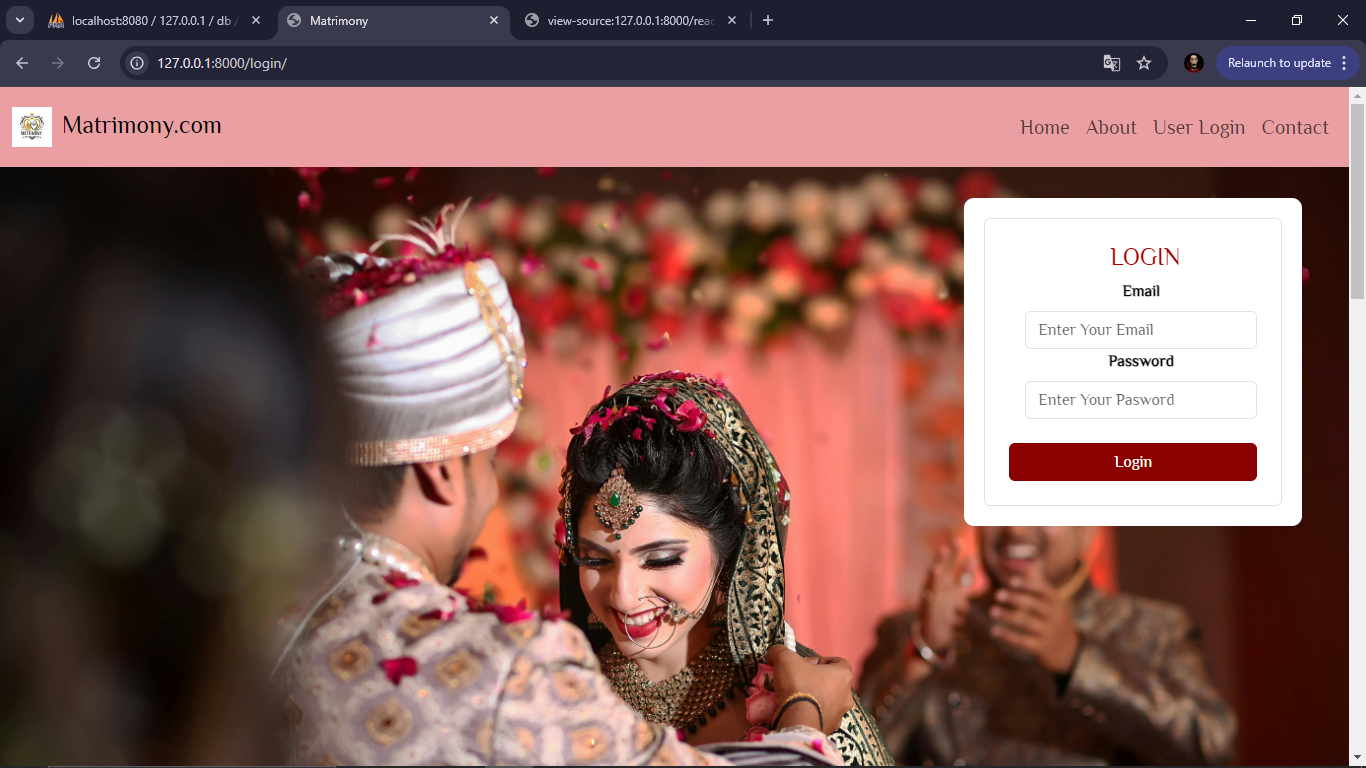 localhost:8080 / 127.0.0.1 / db /
Matrimony
view-source:127.0.0.1:8000/read
127.0.0.1:8000/login/
Relaunch to update
MATRIMONY
Matrimony.com
Home About User Login Contact
LOGIN
Email
Enter Your Email
Password
Enter Your Pasword
Login